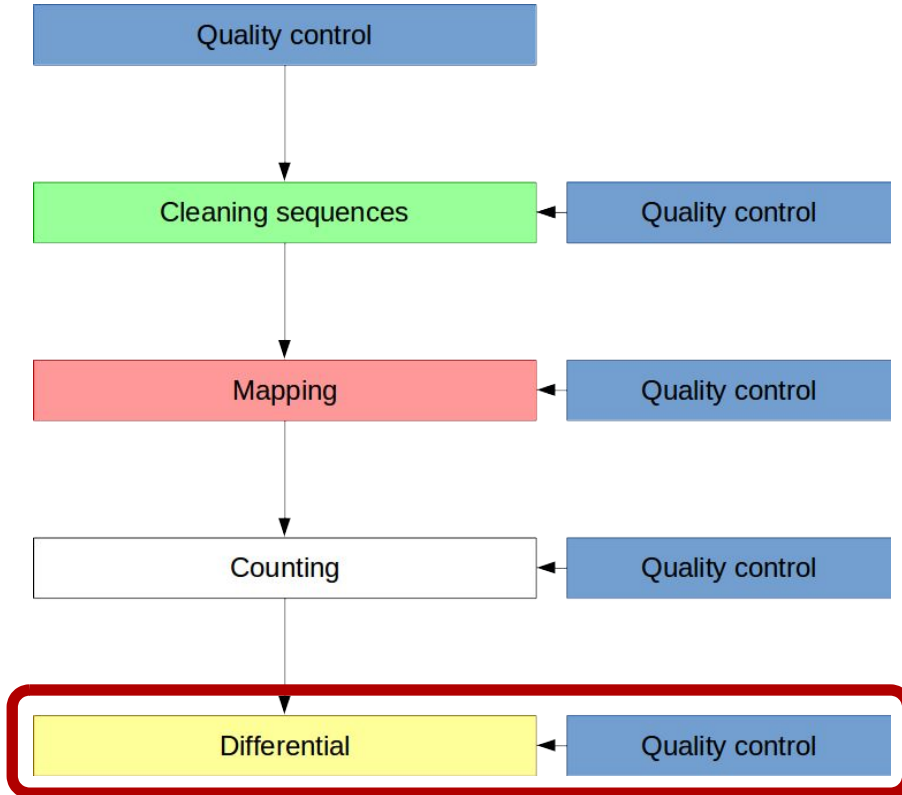 Quality control
Cleaning sequences
Quality control
Mapping
Quality control
Counting
Quality control
Differential
Quality control